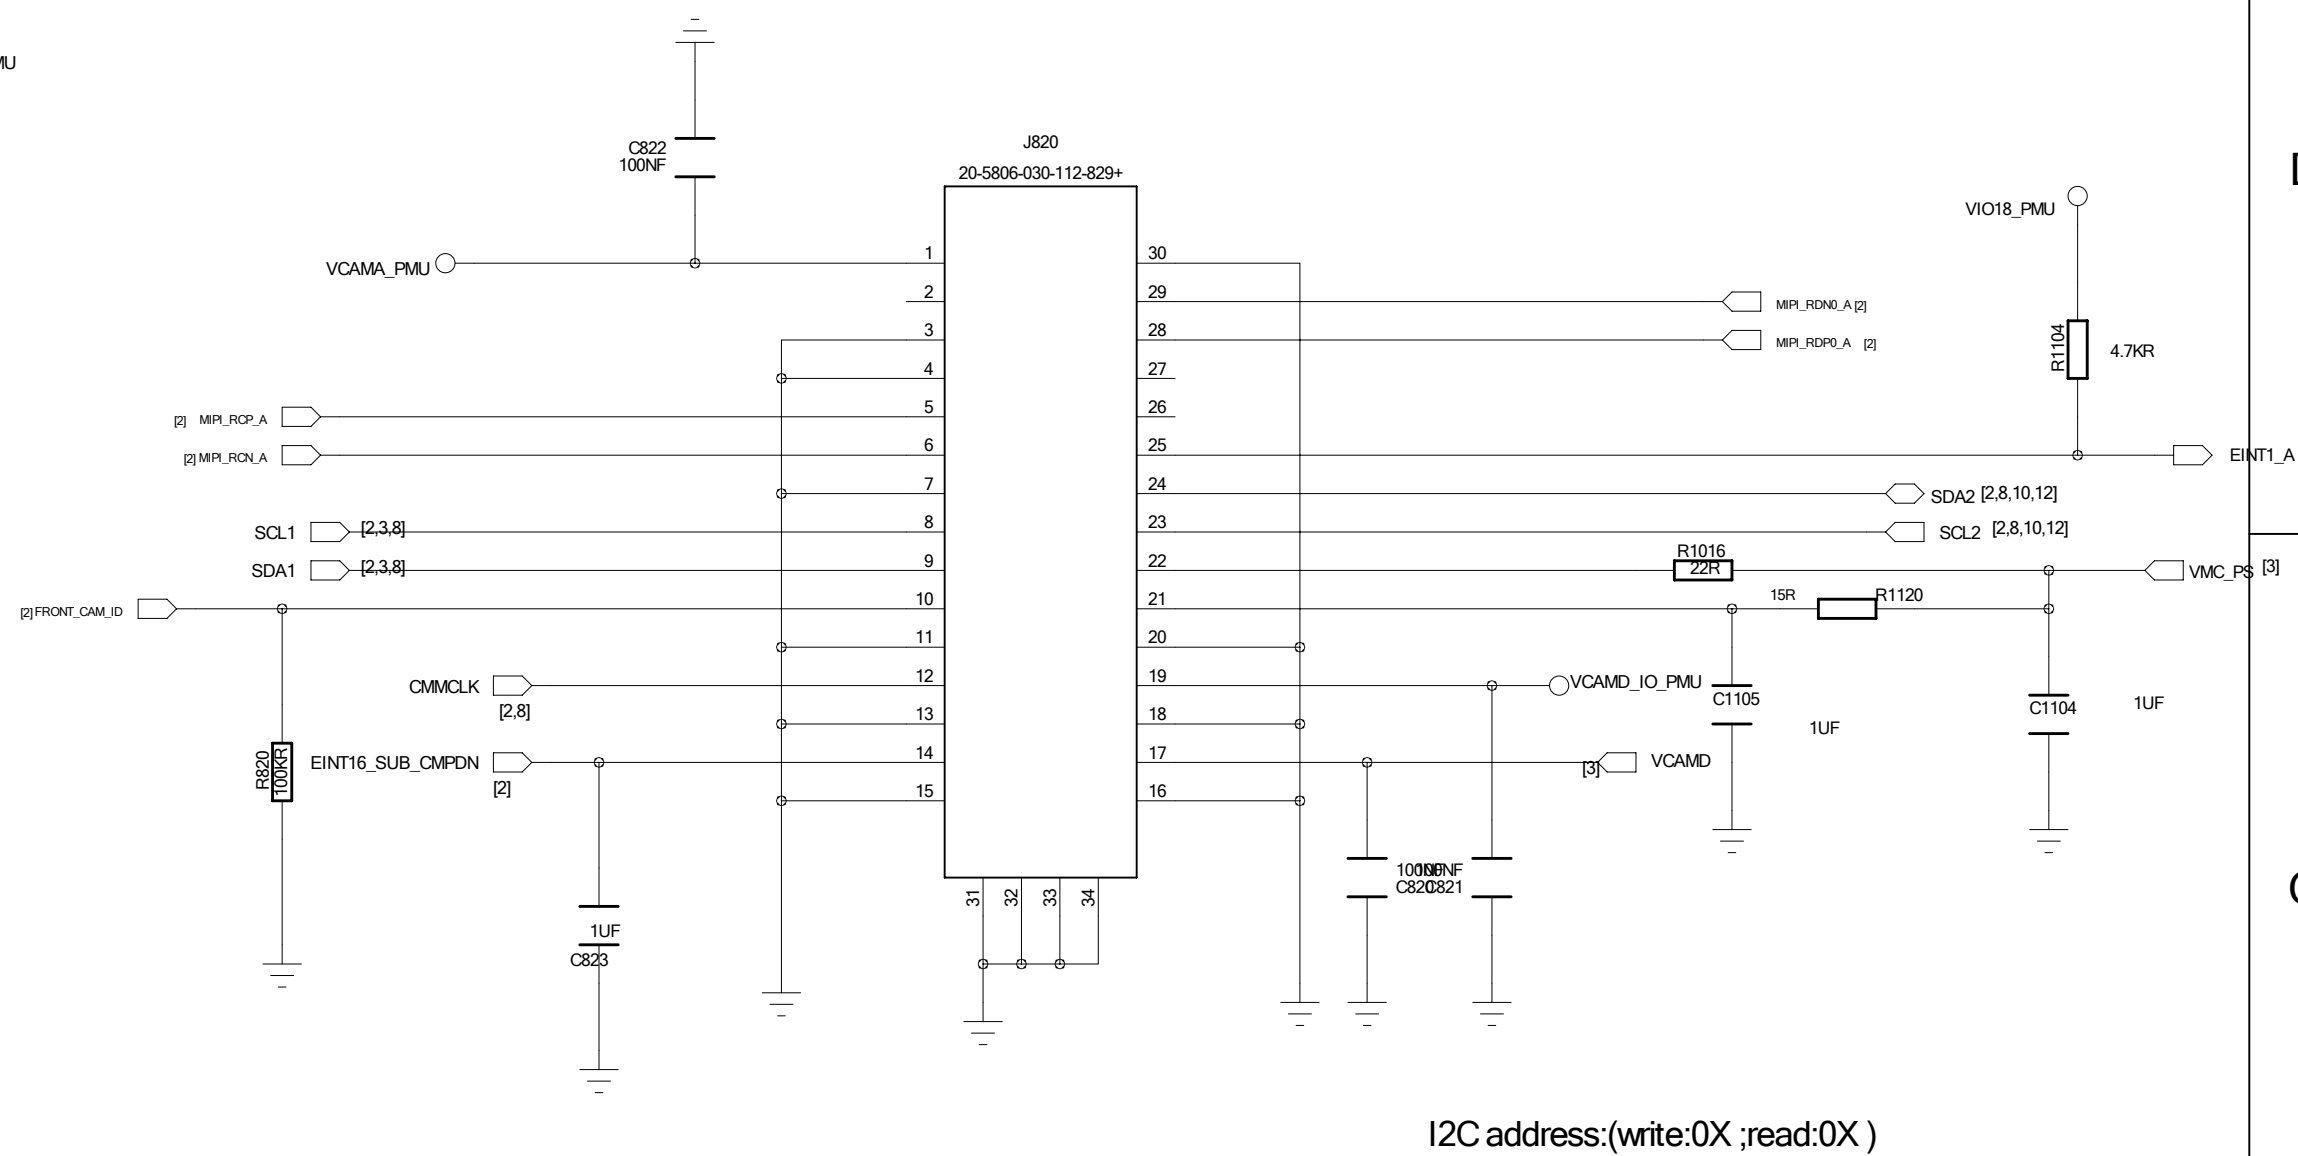 MU
C822
100NF
J820
20-5806-030-112-829+
VIO18_PMU
VCAMA_PMU
1
30
2
29
MIPI_RDN0_A [2]
3
28
MIPI_RDP0_A [2]
R1104
4.7KR
4
27
[2] MIPI_RCP_A
5
26
[2] MIPI_RCN_A
6
25
EINT1_A
7
24
SDA2 [2,8,10,12]
SCL1 [2,3,8]
8
23
SCL2 [2,8,10,12]
SDA1 [2,3,8]
9
22
R1016
22R
VMC_PS [3]
[2] FRONT_CAM_ID
10
21
15R
R1120
11
20
CMMCLK
[2,8]
12
19
VCAMD_IO_PMU
C1105
1UF
C1104
1UF
13
18
R820
100KR
EINT16_SUB_CMPDN
[2]
14
17
[3]
VCAMD
15
16
100NF
C820
100NF
C821
31
32
33
34
1UF
C823
I2C address:(write:0X ;read:0X )